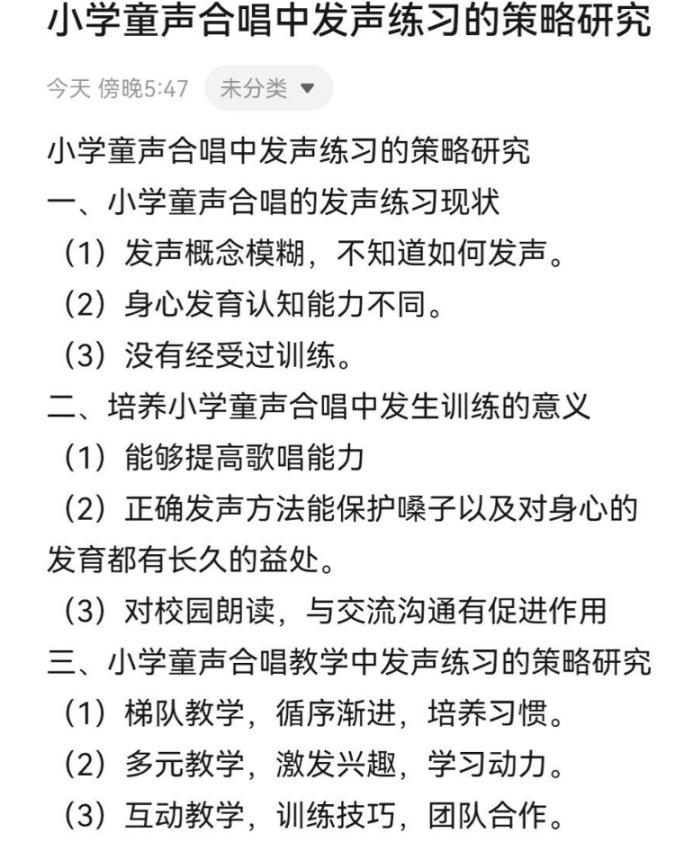 小学童声合唱中发声练习的策略研究
今天 傍晚5:47 未分类
小学童声合唱中发声练习的策略研究
一、小学童声合唱的发声练习现状
（1）发声概念模糊，不知道如何发声。
（2）身心发育认知能力不同。
（3）没有经受过训练。
二、培养小学童声合唱中发生训练的意义
（1）能够提高歌唱能力
（2）正确发声方法能保护嗓子以及对身心的
发育都有长久的益处。
（3）对校园朗读，与交流沟通有促进作用
三、小学童声合唱教学中发声练习的策略研究
（1）梯队教学，循序渐进，培养习惯。
（2）多元教学，激发兴趣，学习动力。
（3）互动教学，训练技巧，团队合作。